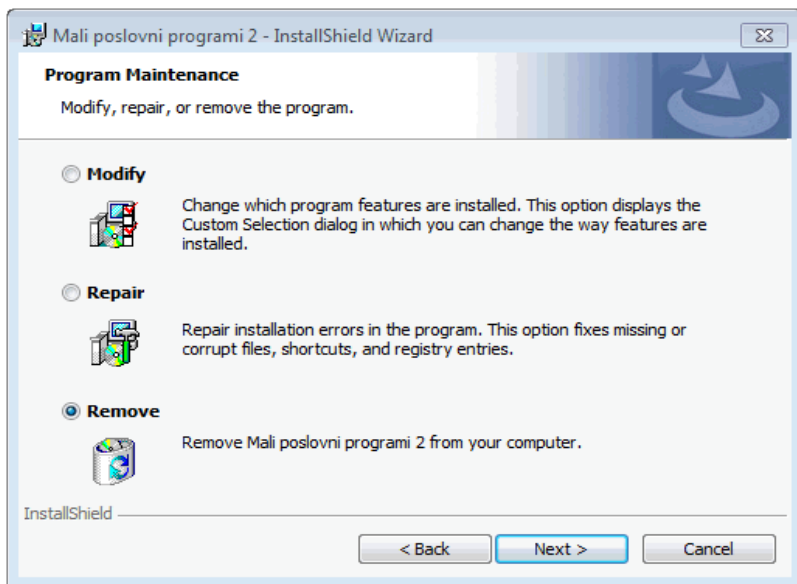 Mali poslovni programi 2 - InstallShield Wizard
Program Maintenance
Modify, repair, or remove the program.
Modify
Change which program features are installed. This option displays the
Custom Selection dialog in which you can change the way features are
installed.
Repair
Repair installation errors in the program. This option fixes missing or
corrupt files, shortcuts, and registry entries.
Remove
Remove Mali poslovni programi 2 from your computer.
InstallShield
< Back
Next >
Cancel